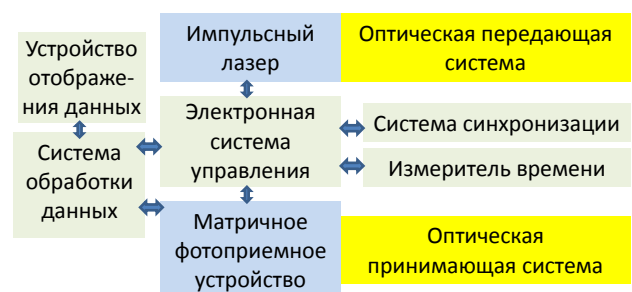 Устройство
отображе-
ния данных
Импульсный
лазер
Оптическая передающая
система
Электронная
система
управления
Система синхронизации
Измеритель времени
Система
обработки
данных
Матричное
фотоприемное
устройство
Оптическая
принимающая система